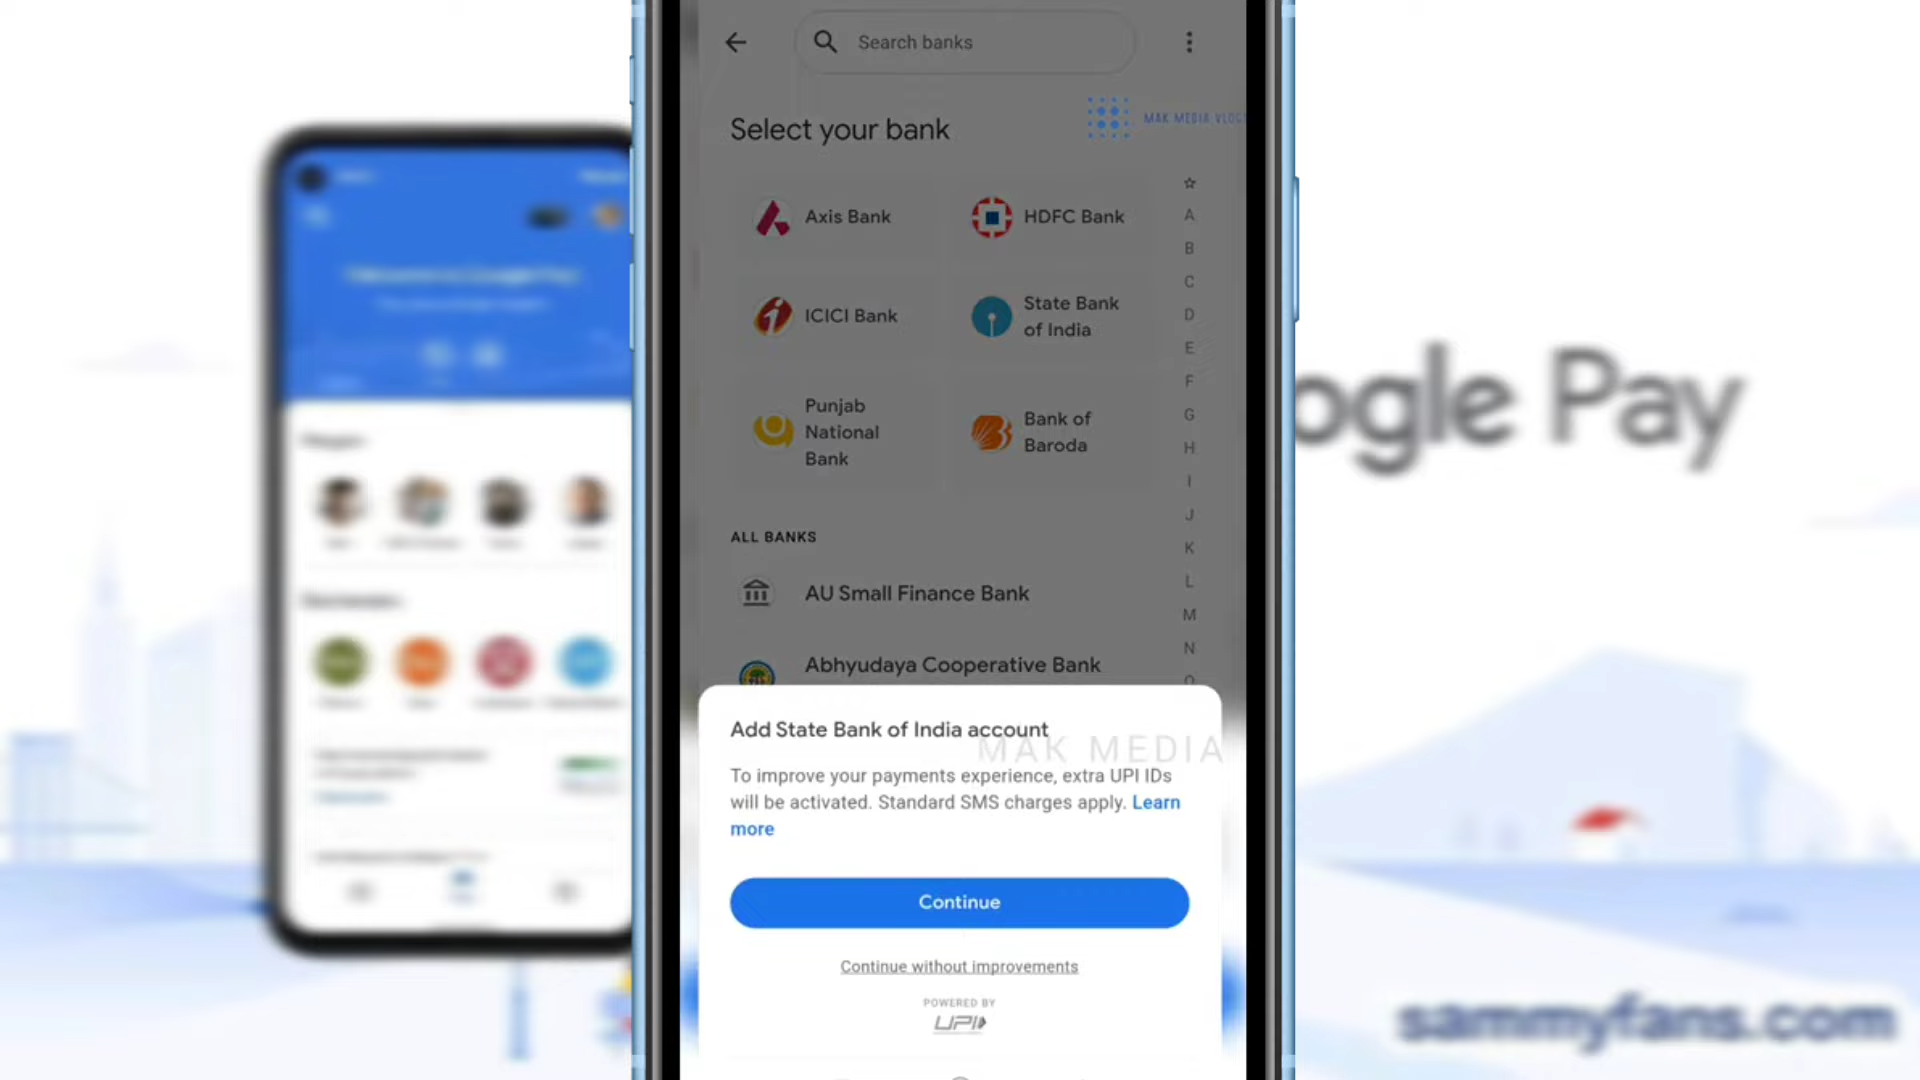 Search banks
Select your bank
MAK MEDIA VLOG
Axis Bank
HDFC Bank
ICICI Bank
State Bank
of India
Punjab
National
Bank
Bank of
Baroda
ALL BANKS
AU Small Finance Bank
Abhyudaya Cooperative Bank
A
B
C
D
E
F
G
H
I
J
K
L
M
N
O
Add State Bank of India account
MAK MEDIA
To improve your payments experience, extra UPI IDs
will be activated. Standard SMS charges apply. Learn
more
Continue
Continue without improvements
POWERED BY
UPI
ogle Pay
sammyfans.com